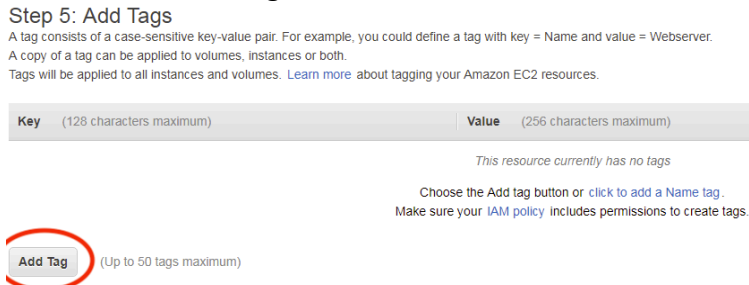 Step 5: Add Tags
A tag consists of a case-sensitive key-value pair. For example, you could define a tag with key = Name and value = Webserver.
A copy of a tag can be applied to volumes, instances or both.
Tags will be applied to all instances and volumes. Learn more about tagging your Amazon EC2 resources.
Key (128 characters maximum) Value (256 characters maximum)
This resource currently has no tags
Choose the Add tag button or click to add a Name tag.
Make sure your IAM policy includes permissions to create tags.
Add Tag (Up to 50 tags maximum)